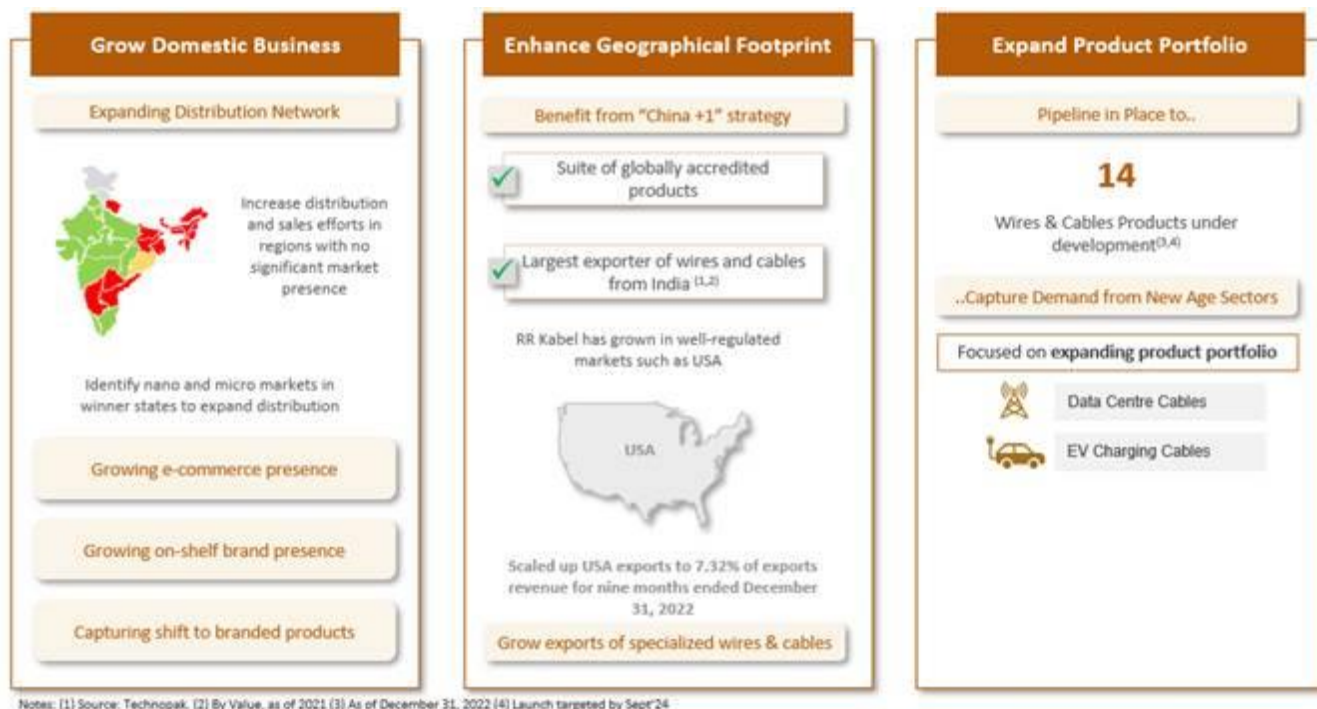 Grow Domestic Business
Expanding Distribution Network
Increase distribution
and sales efforts in
regions with no
significant market
presence
Identify nano and micro markets in
winner states to expand distribution
Growing e-commerce presence
Growing on-shelf brand presence
Capturing shift to branded products
Enhance Geographical Footprint
Benefit from "China +1" strategy
Suite of globally accredited
products
Largest exporter of wires and cables
from India (1,2)
RR Kabel has grown in well-regulated
markets such as USA
USA
Scaled up USA exports to 7.32% of exports
revenue for nine months ended December
31, 2022
Grow exports of specialized wires & cables
Expand Product Portfolio
Pipeline in Place to..
14
Wires & Cables Products under
development(3,4)
..Capture Demand from New Age Sectors
Focused on expanding product portfolio
Data Centre Cables
EV Charging Cables
Notes: (1) Source: Technopak. (2) By Value, as of 2021 (3) As of December 31, 2022 (4) Launch targeted by Sept'24